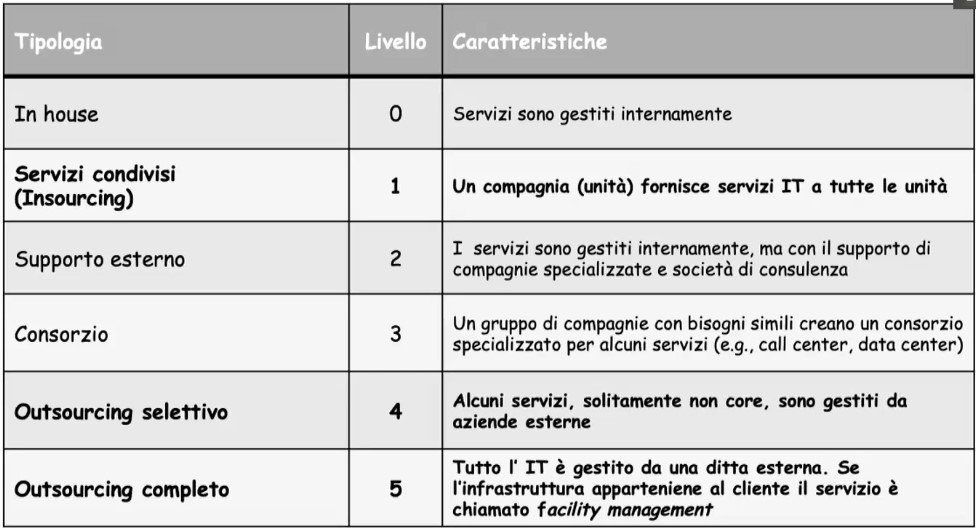 Tipologia
Livello
Caratteristiche
In house
0
Servizi sono gestiti internamente
Servizi condivisi
(Insourcing)
1
Un compagnia (unità) fornisce servizi IT a tutte le unità
Supporto esterno
2
I servizi sono gestiti internamente, ma con il supporto di
compagnie specializzate e società di consulenza
Consorzio
3
Un gruppo di compagnie con bisogni simili creano un consorzio
specializzato per alcuni servizi (e.g., call center, data center)
Outsourcing selettivo
4
Alcuni servizi, solitamente non core, sono gestiti da
aziende esterne
Outsourcing completo
5
Tutto l' IT è gestito da una ditta esterna. Se
l'infrastruttura apparteniene al cliente il servizio è
chiamato facility management